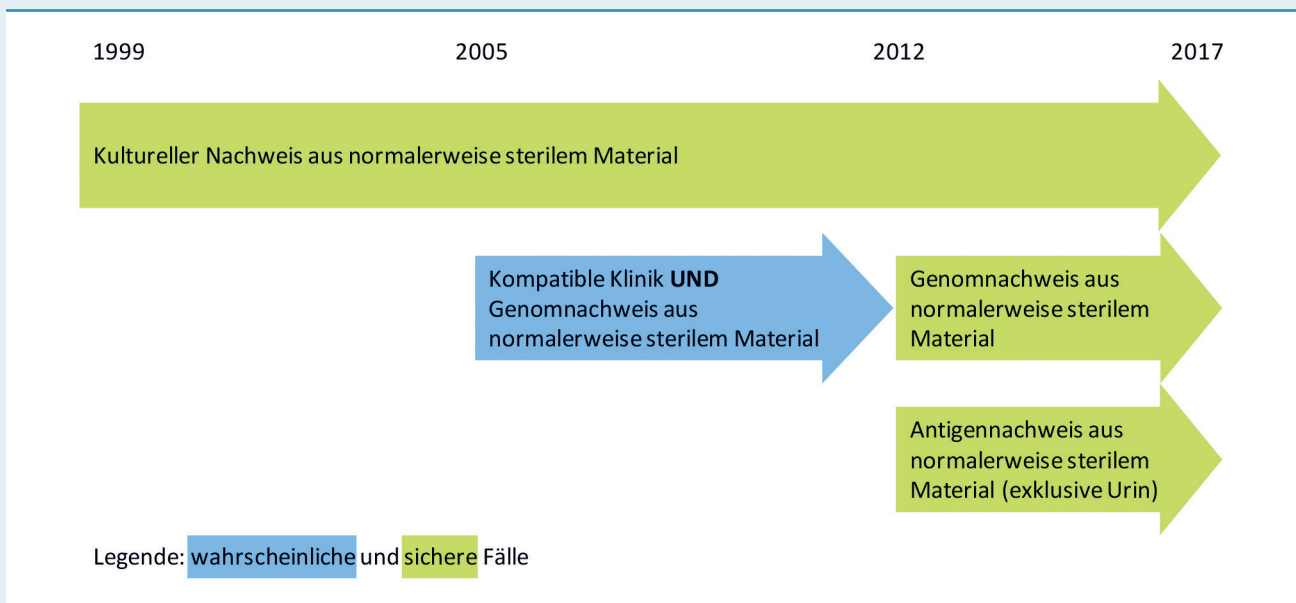 1999 2005 2012 2017
Kultureller Nachweis aus normalerweise sterilem Material
Kompatible Klinik UND
Genomnachweis aus
normalerweise sterilem Material
Genomnachweis aus
normalerweise sterilem
Material
Antigennachweis aus
normalerweise sterilem
Material (exklusive Urin)
Legende: wahrscheinliche und sichere Fälle